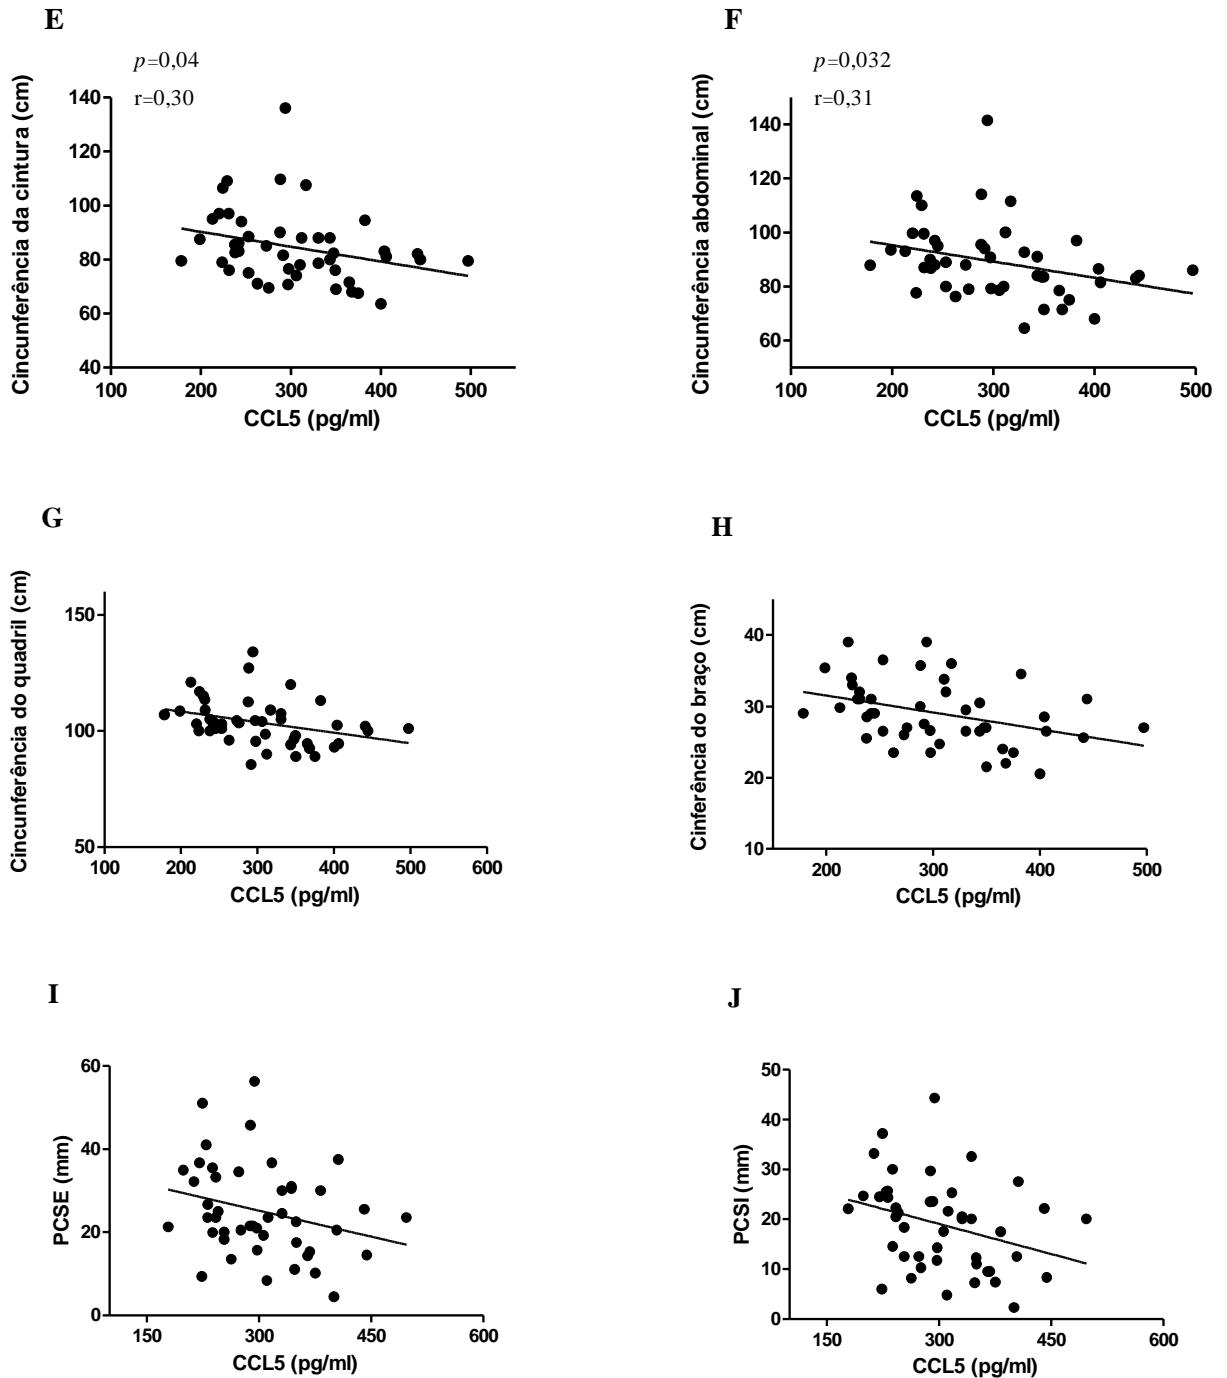 E
p=0,04
r=0,30
Cincunferência da cintura (cm)
140
120
100
80
60
40
100 200 300 400 500
CCL5 (pg/ml)
F
p=0,032
r=0,31
Cincunferência abdominal (cm)
140
120
100
80
60
100 200 300 400 500
CCL5 (pg/ml)
G
Cincunferência do quadril (cm)
150
100
50
100 200 300 400 500 600
CCL5 (pg/ml)
H
Cinferência do braço (cm)
40
30
20
10
200 300 400 500
CCL5 (pg/ml)
I
PCSE (mm)
60
40
20
0
150 300 450 600
CCL5 (pg/ml)
J
PCSI (mm)
50
40
30
20
10
0
150 300 450 600
CCL5 (pg/ml)